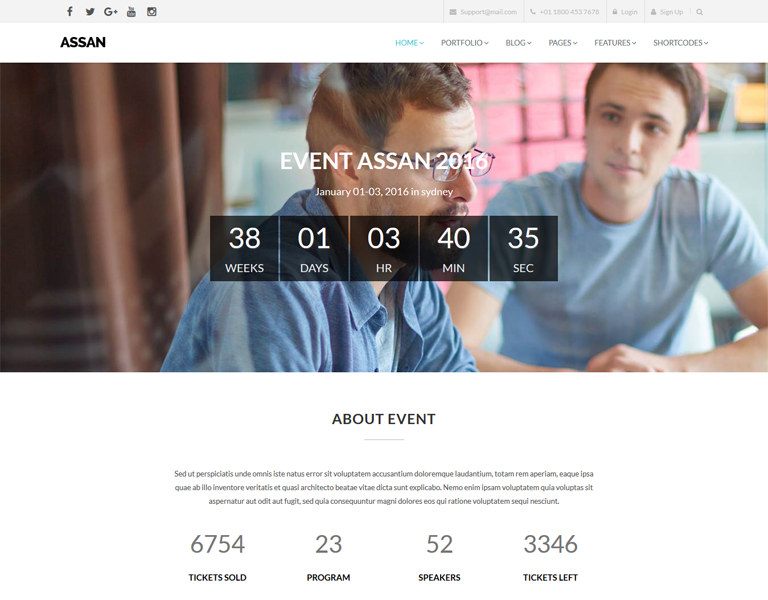 Support@mail.com +01 1800 453 7678 Login Sign Up
ASSAN
HOME PORTFOLIO BLOG PAGES FEATURES SHORTCODES
EVENT ASSAN 2016
January 01-03, 2016 in sydney
38 01 03 40 35
WEEKS DAYS HR MIN SEC
ABOUT EVENT
Sed ut perspiciatis unde omnis iste natus error sit voluptatem accusantium doloremque laudantium, totam rem aperiam, eaque ipsa
quae ab illo inventore veritatis et quasi architecto beatae vitae dicta sunt explicabo. Nemo enim ipsam voluptatem quia voluptas sit
aspernatur aut odit aut fugit, sed quia consequuntur magni dolores eos qui ratione voluptatem sequi nesciunt.
6754 23 52 3346
TICKETS SOLD PROGRAM SPEAKERS TICKETS LEFT